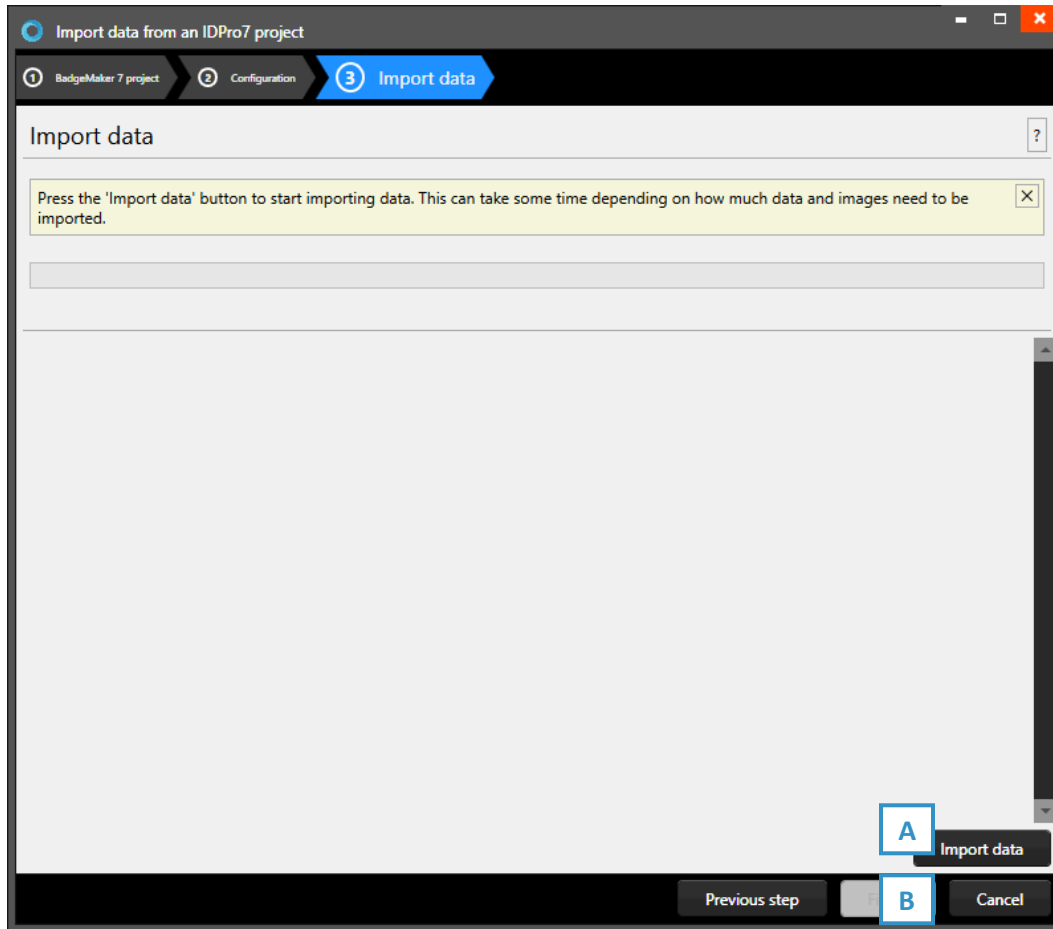 Import data from an IDPro7 project
1 BadgeMaker 7 project 2 Configuration 3 Import data
Import data ?
Press the 'Import data' button to start importing data. This can take some time depending on how much data and images need to be
imported.
A Import data
Previous step B Cancel